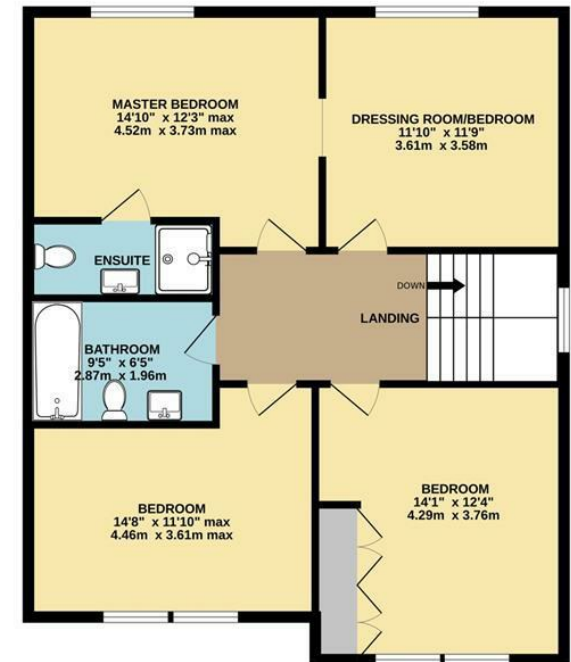 MASTER BEDROOM
14'10" x 12'3" max
4.52m x 3.73m max
DRESSING ROOM/BEDROOM
11'10" x 11'9"
3.61m x 3.58m
ENSUITE
DOWN
LANDING
BATHROOM
9'5" x 6'5"
2.87m x 1.96m
BEDROOM
14'8" x 11'10" max
4.46m x 3.61m max
BEDROOM
14'1" x 12'4"
4.29m x 3.76m